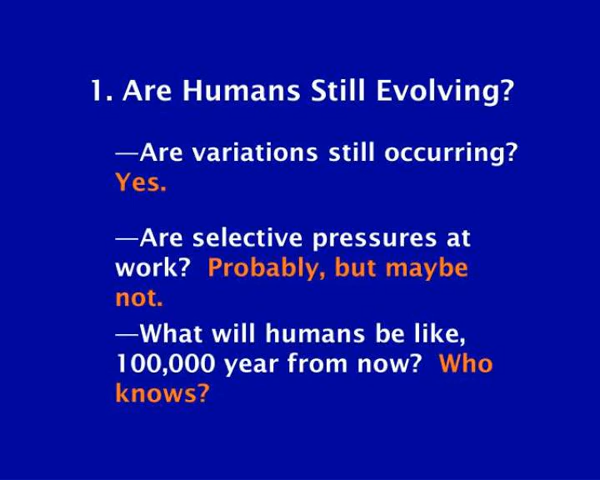 1. Are Humans Still Evolving?
—Are variations still occurring?
Yes.
—Are selective pressures at
work? Probably, but maybe
not.
—What will humans be like,
100,000 year from now? Who
knows?